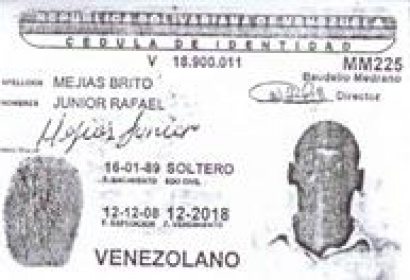 REPUBLICA BOLIVARIANA DE VENEZUELA
CEDULA DE IDENTIDAD
V 18.900.011 MM225
Baudelio Medrano
Director
APELLIDOS MEJIAS BRITO
NOMBRES JUNIOR RAFAEL
Mejias Junior
16-01-89 SOLTERO
F. NACIMIENTO EDO CIVIL
12-12-08 12-2018
F. EXPEDICION F. VENCIMIENTO
VENEZOLANO